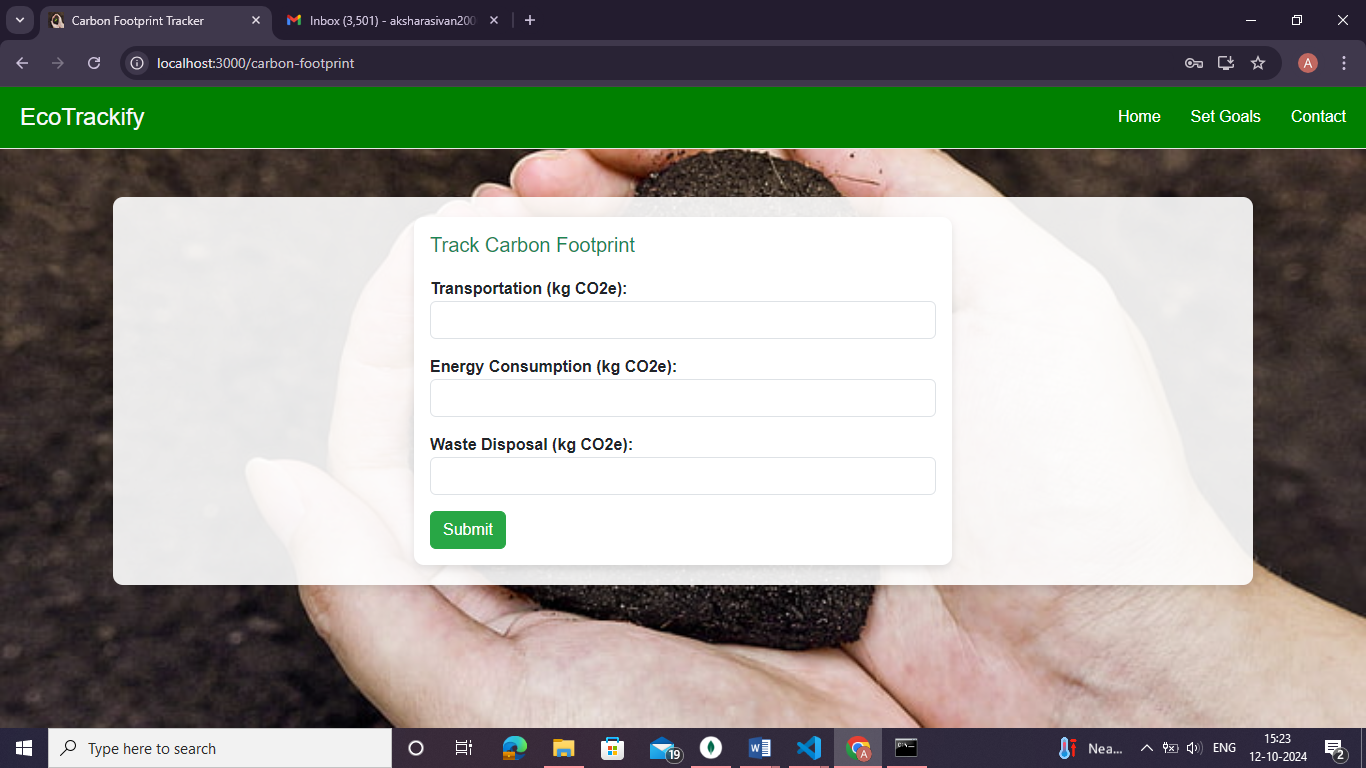 Carbon Footprint Tracker
Inbox (3,501) - aksharasivan200
localhost:3000/carbon-footprint
A
EcoTrackify
Home Set Goals Contact
Track Carbon Footprint
Transportation (kg CO2e):
Energy Consumption (kg CO2e):
Waste Disposal (kg CO2e):
Submit
Type here to search
19
A
Nea...
ENG
15:23
12-10-2024
2